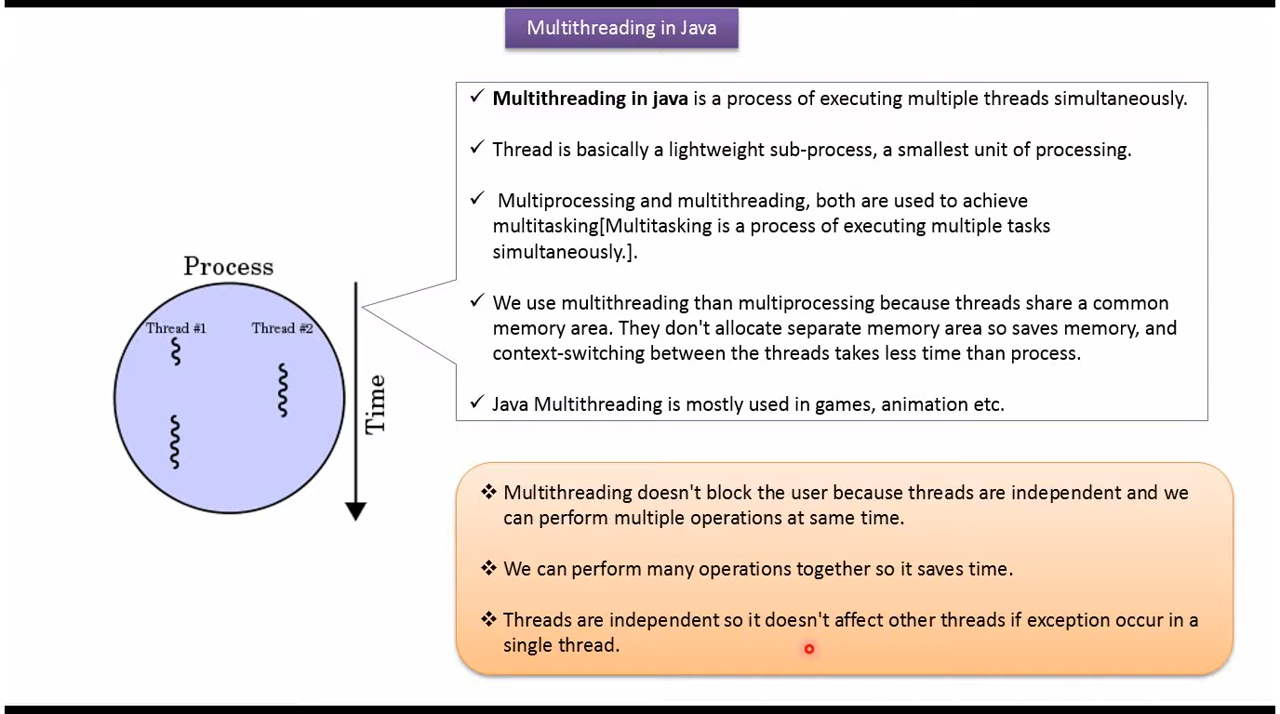 Multithreading in Java
✓ Multithreading in java is a process of executing multiple threads simultaneously.
✓ Thread is basically a lightweight sub-process, a smallest unit of processing.
✓ Multiprocessing and multithreading, both are used to achieve
multitasking[Multitasking is a process of executing multiple tasks
simultaneously.].
✓ We use multithreading than multiprocessing because threads share a common
memory area. They don't allocate separate memory area so saves memory, and
context-switching between the threads takes less time than process.
✓ Java Multithreading is mostly used in games, animation etc.
Process
Thread #1
Thread #2
Time
❖ Multithreading doesn't block the user because threads are independent and we
can perform multiple operations at same time.
❖ We can perform many operations together so it saves time.
❖ Threads are independent so it doesn't affect other threads if exception occur in a
single thread.